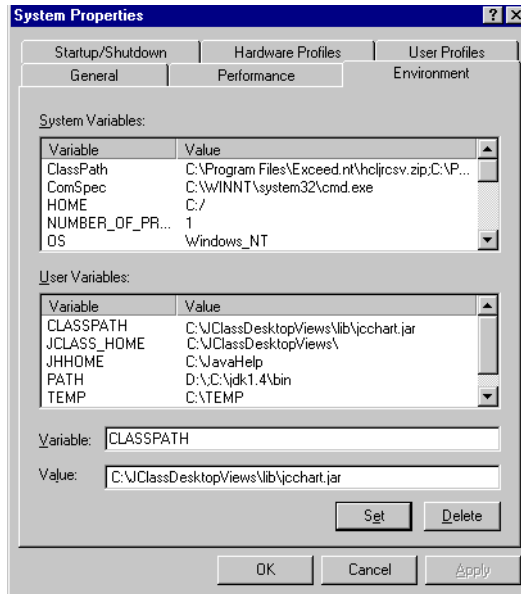 System Properties
Startup/Shutdown Hardware Profiles User Profiles
General Performance Environment
System Variables:
Variable Value
ClassPath C:\Program Files\Exceed.nt\hcljrcsv.zip;C:\P...
ComSpec C:\WINNT\system32\cmd.exe
HOME C:/
NUMBER_OF_PR... 1
OS Windows_NT
User Variables:
Variable Value
CLASSPATH C:\JClassDesktopViews\lib\jcchart.jar
JCLASS_HOME C:\JClassDesktopViews\
JHHOME C:\JavaHelp
PATH D:\;C:\jdk1.4\bin
TEMP C:\TEMP
Variable: CLASSPATH
Value: C:\JClassDesktopViews\lib\jcchart.jar
Set Delete
OK Cancel Apply